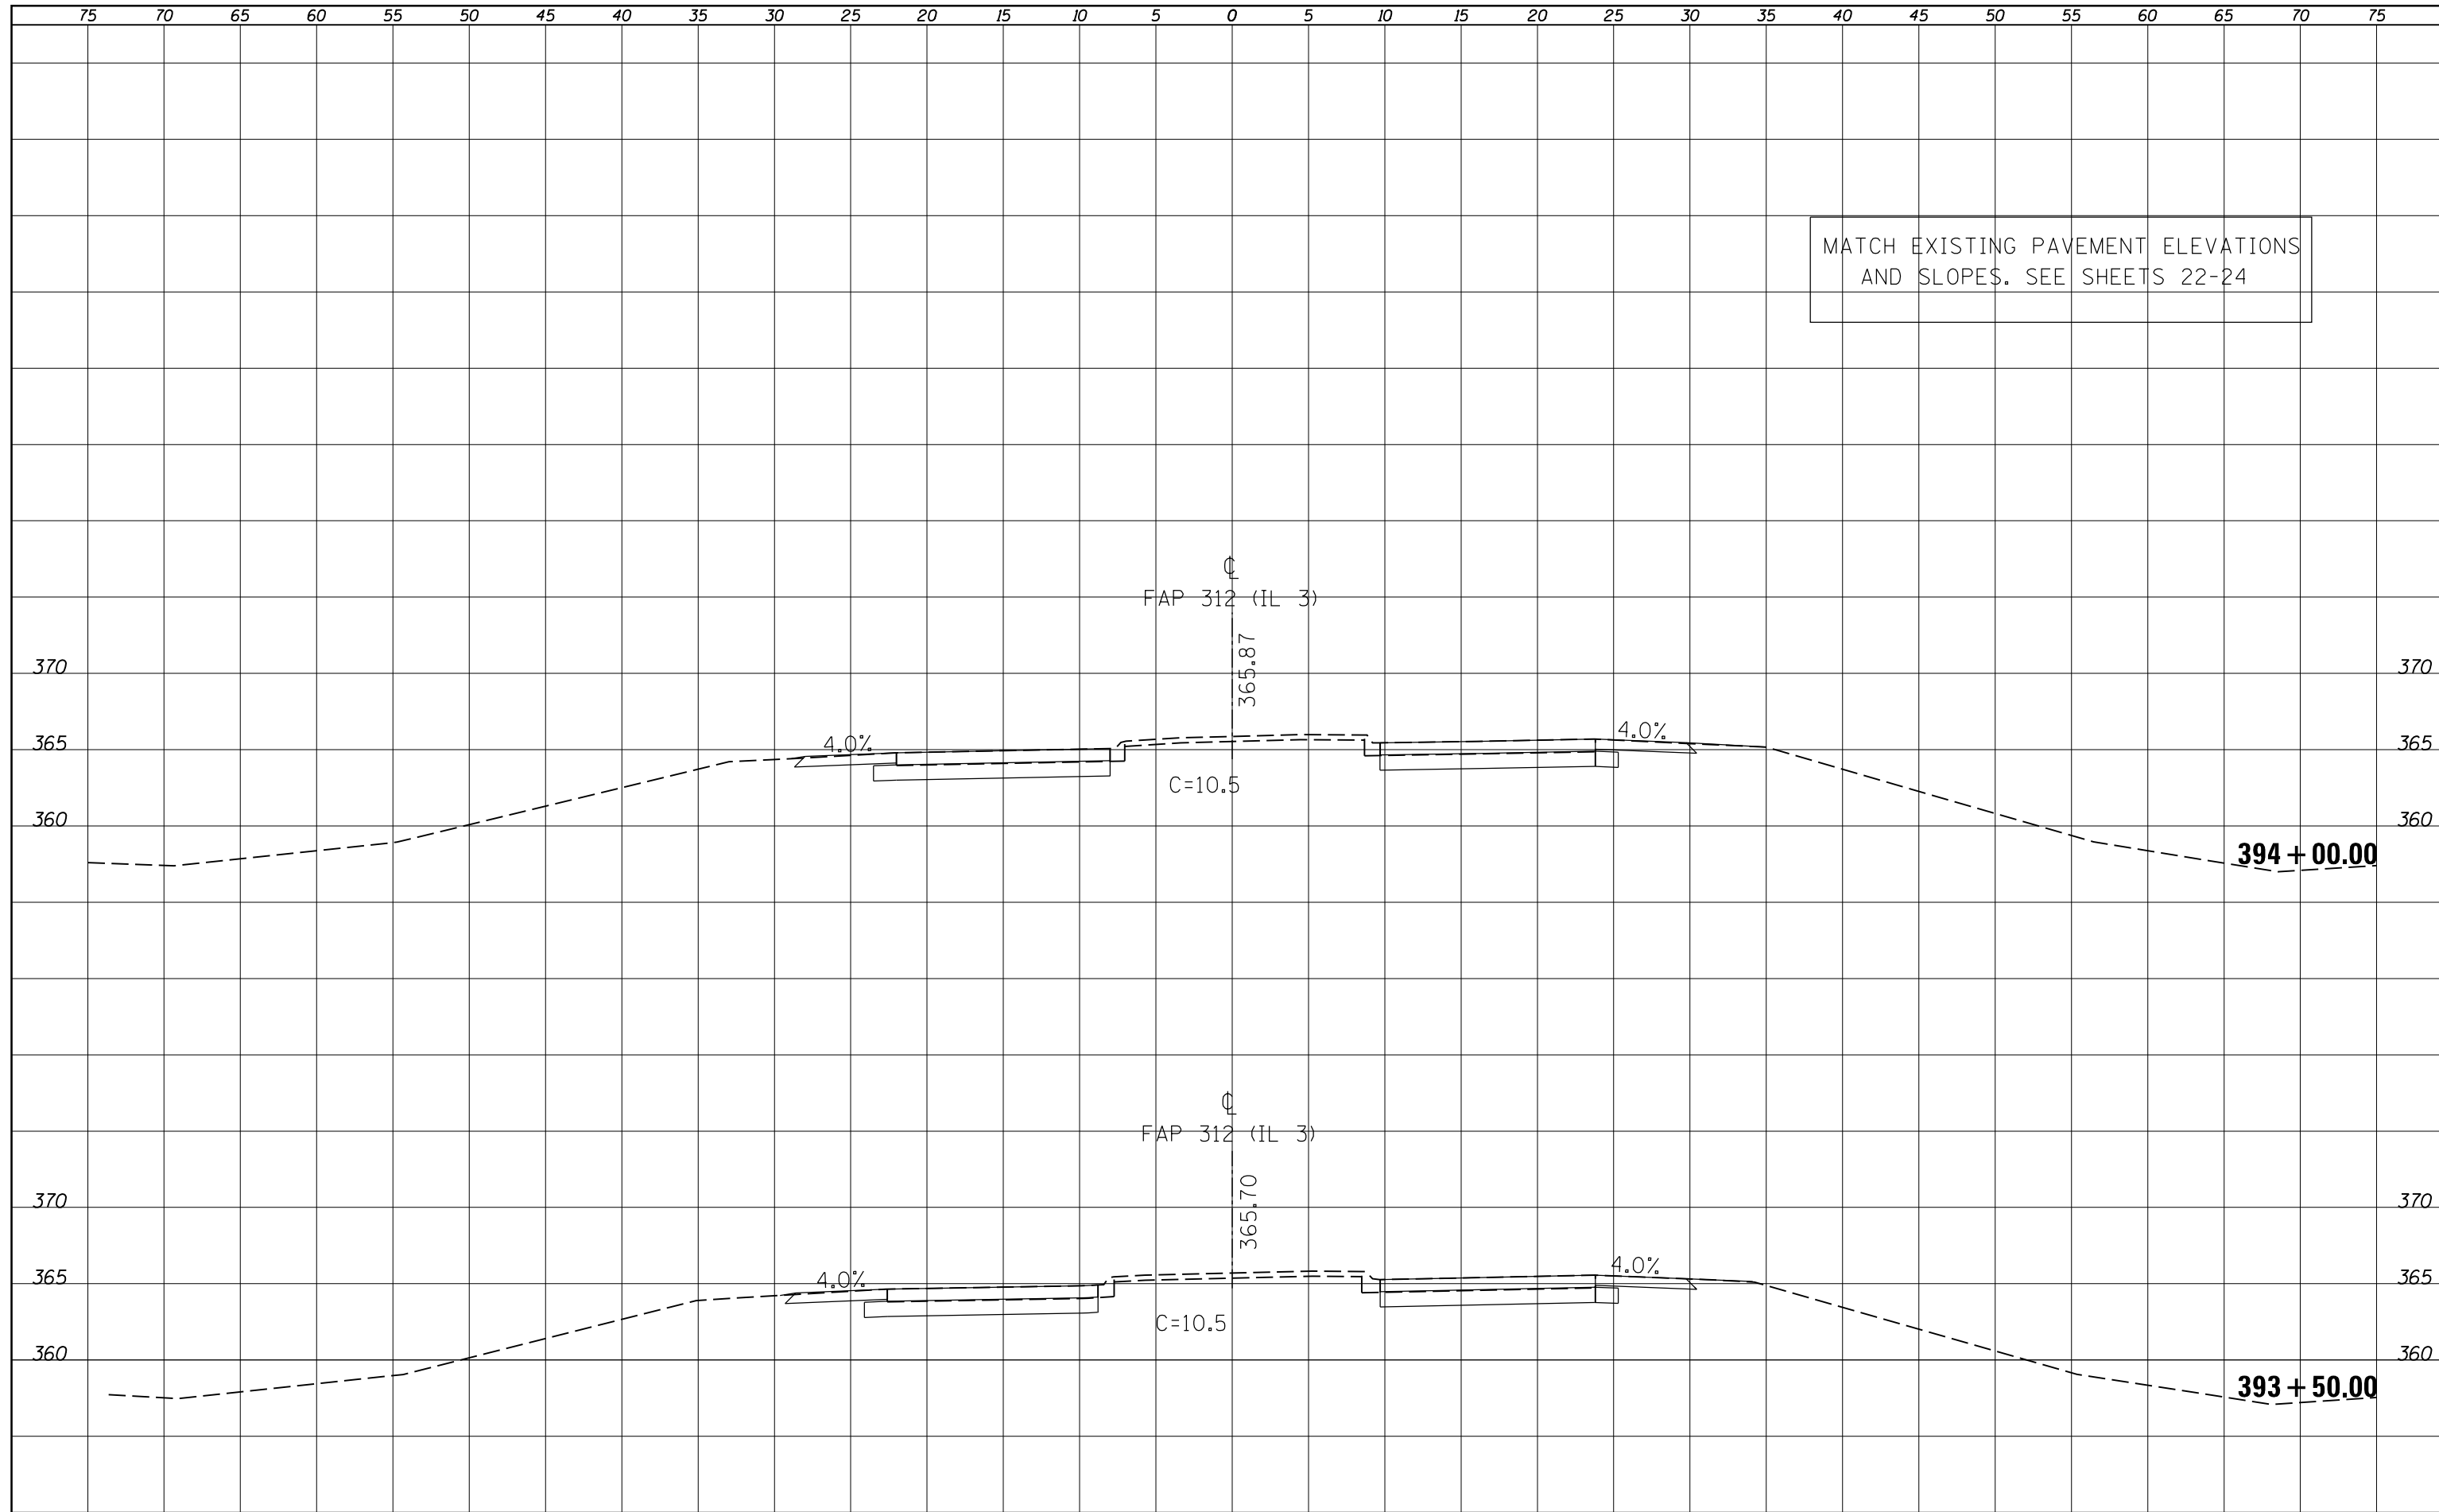 75 70 65 60 55 50 45 40 35 30 25 20 15 10 5 0 5 10 15 20 25 30 35 40 45 50 55 60 65 70 75
MATCH EXISTING PAVEMENT ELEVATIONS
AND SLOPES. SEE SHEETS 22-24
℄
FAP 312 (IL 3)
365.87
370 370
4.0% 4.0%
365 365
C=10.5
360 360
394+00.00
℄
FAP 312 (IL 3)
365.70
370 370
4.0% 4.0%
365 365
C=10.5
360 360
393+50.00